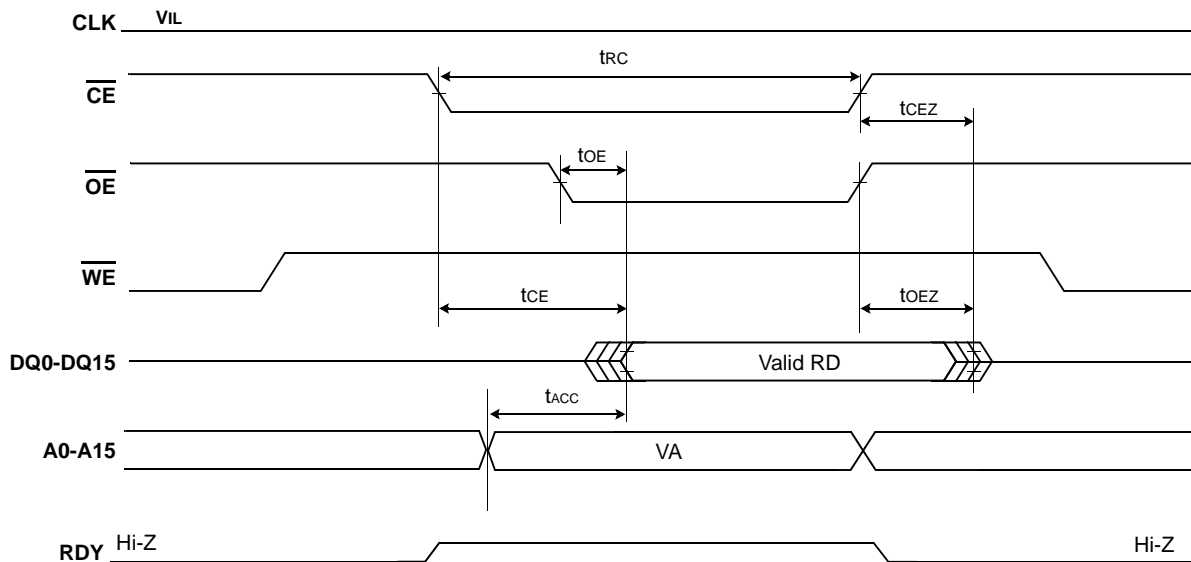 CLK VIL
tRC
CE
tCEZ
tOE
OE
WE
tCE
tOEZ
DQ0-DQ15
Valid RD
tACC
A0-A15
VA
RDY Hi-Z
Hi-Z